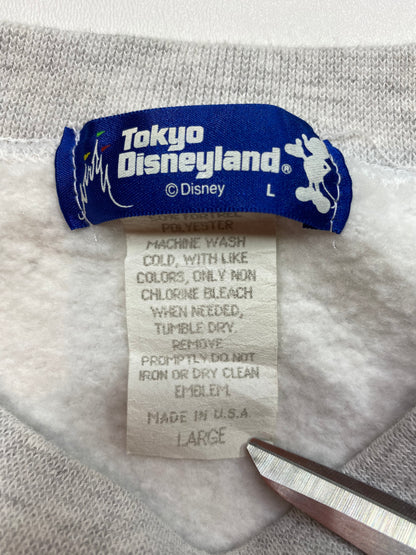 Tokyo
Disneyland®
© Disney L
POLYESTER
MACHINE WASH
COLD, WITH LIKE
COLORS, ONLY NON
CHLORINE BLEACH
WHEN NEEDED,
TUMBLE DRY.
REMOVE
PROMPTLY DO NOT
IRON OR DRY CLEAN
EMBLEM.
MADE IN U.S.A.
LARGE